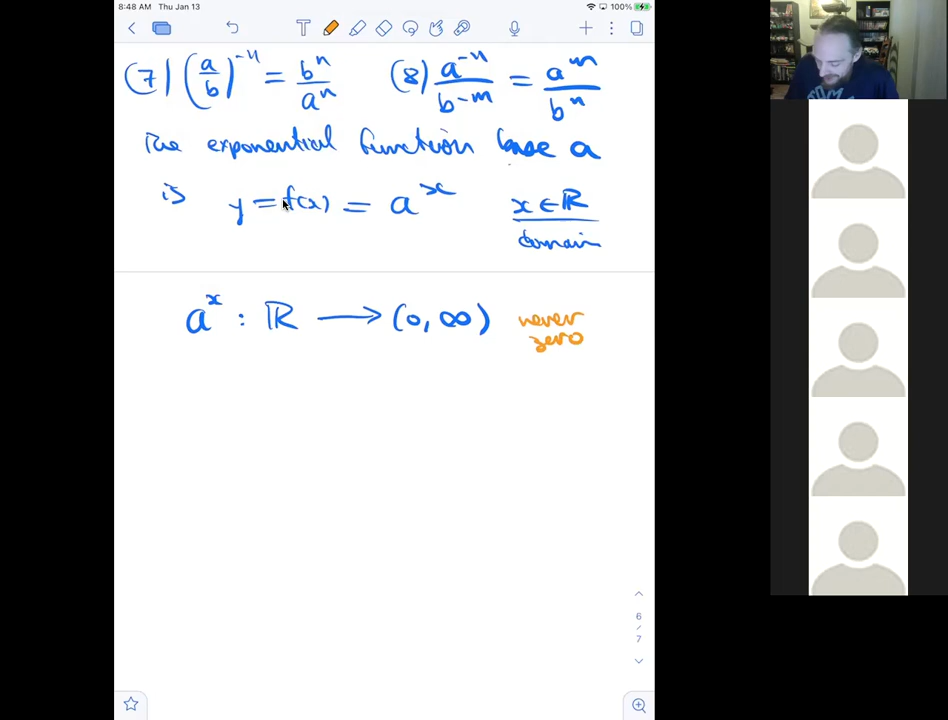 8:48 AM Thu Jan 13
100%
(7) (a/b)^-n = b^n/a^n (8) a^-n/b^-m = a^m/b^n
The exponential function base a
is y = f(x) = a^x x ∈ ℝ
domain
a^x : ℝ → (0, ∞) never
zero
6
/
7
TOM